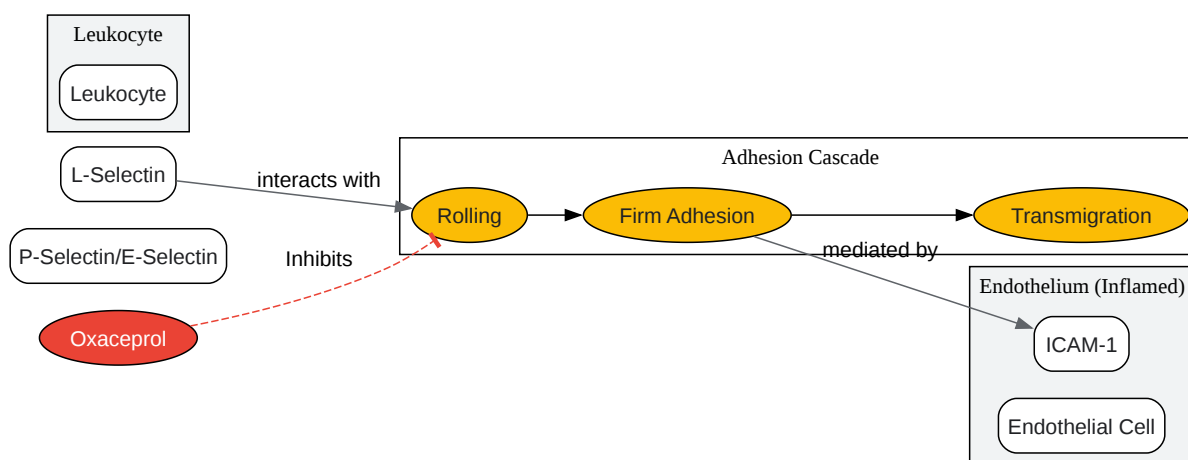 Leukocyte
Leukocyte
L-Selectin
interacts with
Adhesion Cascade
Rolling
Firm Adhesion
Transmigration
P-Selectin/E-Selectin
Inhibits
mediated by
Endothelium (Inflamed)
Oxaceprol
ICAM-1
Endothelial Cell